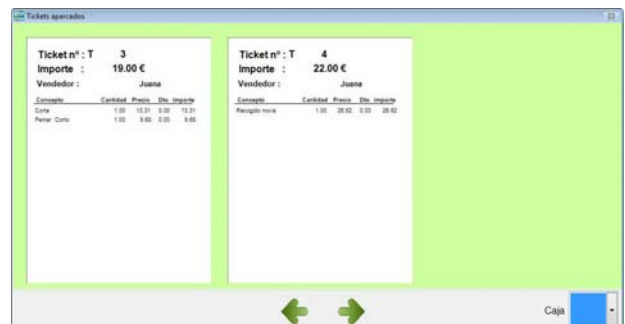 Tickets aparcados
Ticket nº : T 3
Importe : 19.00 €
Vendedor : Juana
Concepto Cantidad Precio Dto Importe
Corte 1.00 13.31 0.00 13.31
Peinar Corto 1.00 9.68 0.00 9.68
Ticket nº : T 4
Importe : 22.00 €
Vendedor : Juana
Concepto Cantidad Precio Dto Importe
Recogido novia 1.00 26.62 0.00 26.62
Caja